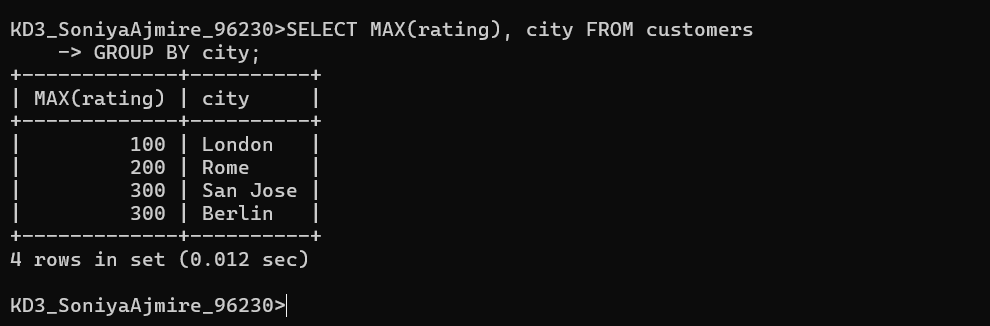 KD3_SoniyaAjmire_96230>SELECT MAX(rating), city FROM customers
    -> GROUP BY city;
+-------------+----------+
| MAX(rating) | city     |
+-------------+----------+
|         100 | London   |
|         200 | Rome     |
|         300 | San Jose |
|         300 | Berlin   |
+-------------+----------+
4 rows in set (0.012 sec)
KD3_SoniyaAjmire_96230>